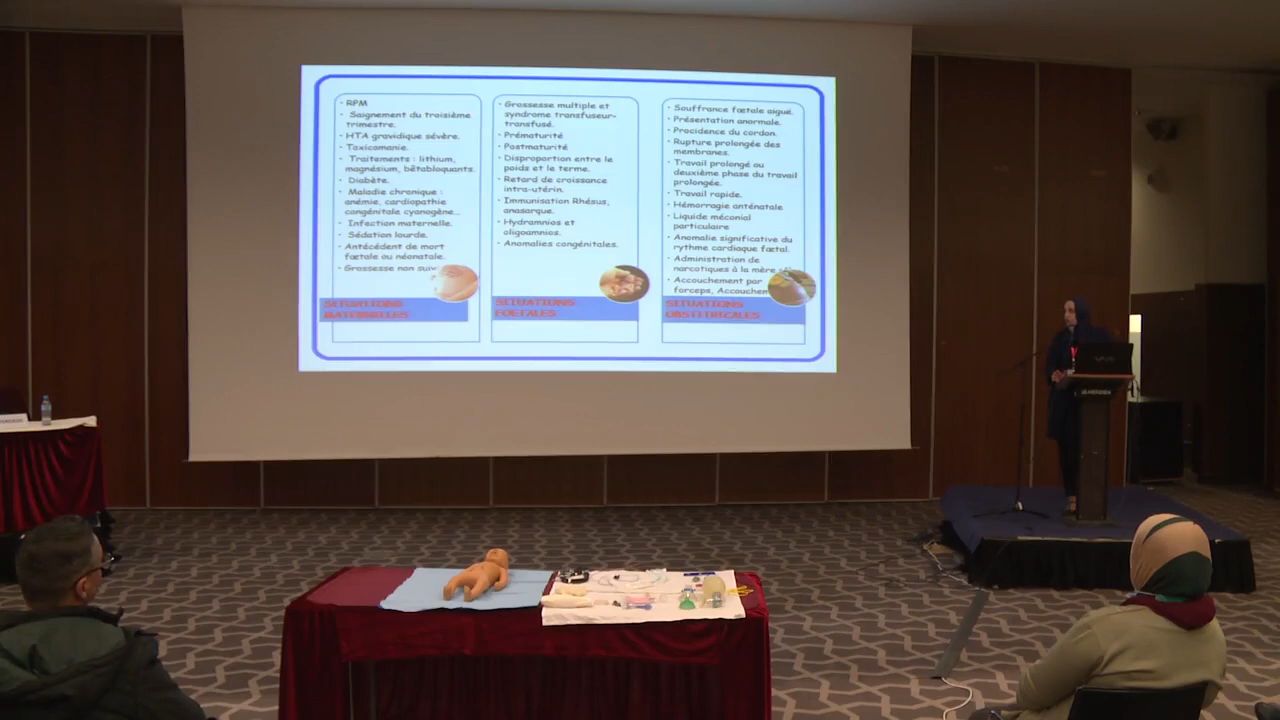 • RPM
• Saignement du troisième
trimestre.
• HTA gravidique sévère.
• Toxicomanie.
• Traitements : lithium,
magnésium, bêtabloquants.
• Diabète.
• Maladie chronique :
anémie, cardiopathie
congénitale cyanogène...
• Infection maternelle.
• Sédation lourde.
• Antécédent de mort
fœtale ou néonatale.
• Grossesse non
SITUATIONS
MATERNELLES
• Grossesse multiple et
syndrome transfuseur-
transfusé.
• Prématurité
• Postmaturité
• Disproportion entre le
poids et le terme.
• Retard de croissance
intra-utérin.
• Immunisation Rhésus,
anasarque.
• Hydramnios et
oligoamnios.
• Anomalies congénitales.
SITUATIONS
FOETALES
• Souffrance fœtale aiguë.
• Présentation anormale.
• Procidence du cordon.
• Rupture prolongée des
membranes.
• Travail prolongé ou
deuxième phase du travail
prolongée.
• Travail rapide.
• Hémorragie anténatale
• Liquide méconial
particulaire
• Anomalie significative du
rythme cardiaque fœtal.
• Administration de
narcotiques à la mère
• Accouchement par
forceps,
SITUATIONS
OBSTETRICALES
VAIO